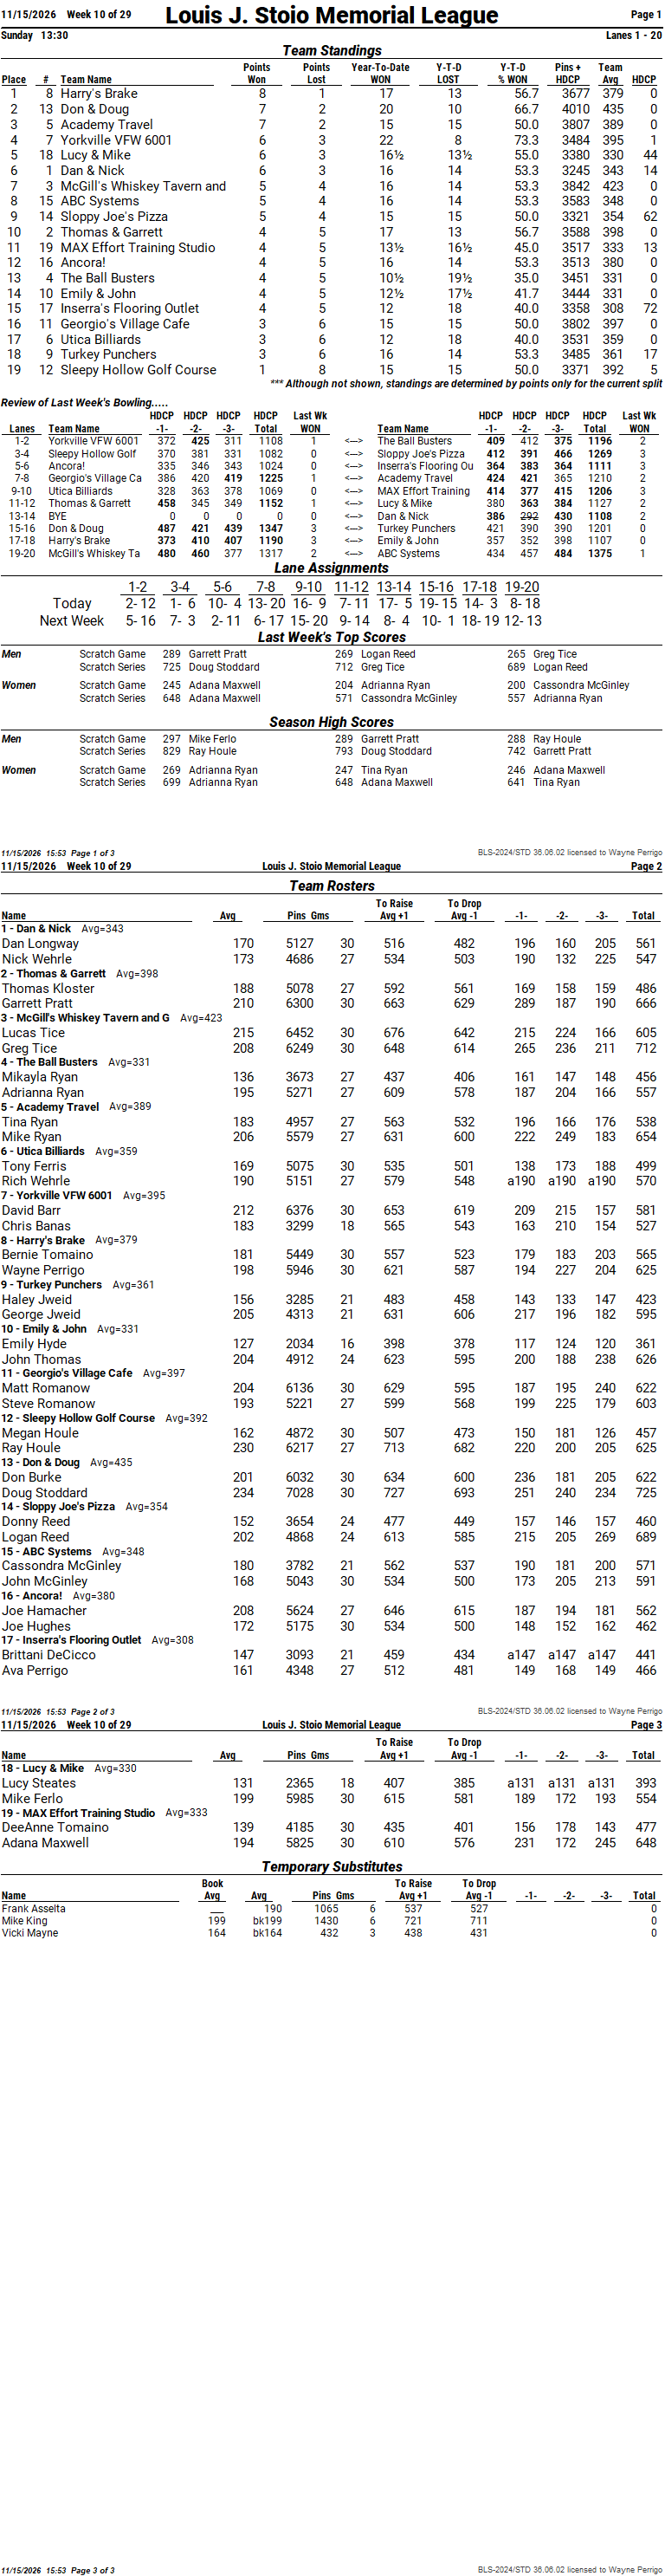 11/15/2026 Week 10 of 29 Louis J. Stoio Memorial League Page 1
Sunday 13:30 Lanes 1 - 20
Team Standings
Points Points Year-To-Date Y-T-D Y-T-D Pins + Team
Place # Team Name Won Lost WON LOST % WON HDCP Avg HDCP
1 8 Harry's Brake 8 1 17 13 56.7 3677 379 0
2 13 Don & Doug 7 2 20 10 66.7 4010 435 0
3 5 Academy Travel 7 2 15 15 50.0 3807 389 0
4 7 Yorkville VFW 6001 6 3 22 8 73.3 3484 395 1
5 18 Lucy & Mike 6 3 16½ 13½ 55.0 3380 330 44
6 1 Dan & Nick 6 3 16 14 53.3 3245 343 14
7 3 McGill's Whiskey Tavern and 5 4 16 14 53.3 3842 423 0
8 15 ABC Systems 5 4 16 14 53.3 3583 348 0
9 14 Sloppy Joe's Pizza 5 4 15 15 50.0 3321 354 62
10 2 Thomas & Garrett 4 5 17 13 56.7 3588 398 0
11 19 MAX Effort Training Studio 4 5 13½ 16½ 45.0 3517 333 13
12 16 Ancora! 4 5 16 14 53.3 3513 380 0
13 4 The Ball Busters 4 5 10½ 19½ 35.0 3451 331 0
14 10 Emily & John 4 5 12½ 17½ 41.7 3444 331 0
15 17 Inserra's Flooring Outlet 4 5 12 18 40.0 3358 308 72
16 11 Georgio's Village Cafe 3 6 15 15 50.0 3802 397 0
17 6 Utica Billiards 3 6 12 18 40.0 3531 359 0
18 9 Turkey Punchers 3 6 16 14 53.3 3485 361 17
19 12 Sleepy Hollow Golf Course 1 8 15 15 50.0 3371 392 5
*** Although not shown, standings are determined by points only for the current split
Review of Last Week's Bowling.....
HDCP HDCP HDCP HDCP Last Wk HDCP HDCP HDCP HDCP Last Wk
Lanes Team Name -1- -2- -3- Total WON Team Name -1- -2- -3- Total WON
1-2 Yorkville VFW 6001 372 425 311 1108 1 <---> The Ball Busters 409 412 375 1196 2
3-4 Sleepy Hollow Golf 370 381 331 1082 0 <---> Sloppy Joe's Pizza 412 391 466 1269 3
5-6 Ancora! 335 346 343 1024 0 <---> Inserra's Flooring Ou 364 383 364 1111 3
7-8 Georgio's Village Ca 386 420 419 1225 1 <---> Academy Travel 424 421 365 1210 2
9-10 Utica Billiards 328 363 378 1069 0 <---> MAX Effort Training 414 377 415 1206 3
11-12 Thomas & Garrett 458 345 349 1152 1 <---> Lucy & Mike 380 363 384 1127 2
13-14 BYE 0 0 0 0 0 <---> Dan & Nick 386 292 430 1108 2
15-16 Don & Doug 487 421 439 1347 3 <---> Turkey Punchers 421 390 390 1201 0
17-18 Harry's Brake 373 410 407 1190 3 <---> Emily & John 357 352 398 1107 0
19-20 McGill's Whiskey Ta 480 460 377 1317 2 <---> ABC Systems 434 457 484 1375 1
Lane Assignments
1-2 3-4 5-6 7-8 9-10 11-12 13-14 15-16 17-18 19-20
Today 2- 12 1- 6 10- 4 13- 20 16- 9 7- 11 17- 5 19- 15 14- 3 8- 18
Next Week 5- 16 7- 3 2- 11 6- 17 15- 20 9- 14 8- 4 10- 1 18- 19 12- 13
Last Week's Top Scores
Men Scratch Game 289 Garrett Pratt 269 Logan Reed 265 Greg Tice
Scratch Series 725 Doug Stoddard 712 Greg Tice 689 Logan Reed
Women Scratch Game 245 Adana Maxwell 204 Adrianna Ryan 200 Cassondra McGinley
Scratch Series 648 Adana Maxwell 571 Cassondra McGinley 557 Adrianna Ryan
Season High Scores
Men Scratch Game 297 Mike Ferlo 289 Garrett Pratt 288 Ray Houle
Scratch Series 829 Ray Houle 793 Doug Stoddard 742 Garrett Pratt
Women Scratch Game 269 Adrianna Ryan 247 Tina Ryan 246 Adana Maxwell
Scratch Series 699 Adrianna Ryan 648 Adana Maxwell 641 Tina Ryan
11/15/2026 15:53 Page 1 of 3 BLS-2024/STD 36.06.02 licensed to Wayne Perrigo
11/15/2026 Week 10 of 29 Louis J. Stoio Memorial League Page 2
Team Rosters
To Raise To Drop
Name Avg Pins Gms Avg +1 Avg -1 -1- -2- -3- Total
1 - Dan & Nick Avg=343
Dan Longway 170 5127 30 516 482 196 160 205 561
Nick Wehrle 173 4686 27 534 503 190 132 225 547
2 - Thomas & Garrett Avg=398
Thomas Kloster 188 5078 27 592 561 169 158 159 486
Garrett Pratt 210 6300 30 663 629 289 187 190 666
3 - McGill's Whiskey Tavern and G Avg=423
Lucas Tice 215 6452 30 676 642 215 224 166 605
Greg Tice 208 6249 30 648 614 265 236 211 712
4 - The Ball Busters Avg=331
Mikayla Ryan 136 3673 27 437 406 161 147 148 456
Adrianna Ryan 195 5271 27 609 578 187 204 166 557
5 - Academy Travel Avg=389
Tina Ryan 183 4957 27 563 532 196 166 176 538
Mike Ryan 206 5579 27 631 600 222 249 183 654
6 - Utica Billiards Avg=359
Tony Ferris 169 5075 30 535 501 138 173 188 499
Rich Wehrle 190 5151 27 579 548 a190 a190 a190 570
7 - Yorkville VFW 6001 Avg=395
David Barr 212 6376 30 653 619 209 215 157 581
Chris Banas 183 3299 18 565 543 163 210 154 527
8 - Harry's Brake Avg=379
Bernie Tomaino 181 5449 30 557 523 179 183 203 565
Wayne Perrigo 198 5946 30 621 587 194 227 204 625
9 - Turkey Punchers Avg=361
Haley Jweid 156 3285 21 483 458 143 133 147 423
George Jweid 205 4313 21 631 606 217 196 182 595
10 - Emily & John Avg=331
Emily Hyde 127 2034 16 398 378 117 124 120 361
John Thomas 204 4912 24 623 595 200 188 238 626
11 - Georgio's Village Cafe Avg=397
Matt Romanow 204 6136 30 629 595 187 195 240 622
Steve Romanow 193 5221 27 599 568 199 225 179 603
12 - Sleepy Hollow Golf Course Avg=392
Megan Houle 162 4872 30 507 473 150 181 126 457
Ray Houle 230 6217 27 713 682 220 200 205 625
13 - Don & Doug Avg=435
Don Burke 201 6032 30 634 600 236 181 205 622
Doug Stoddard 234 7028 30 727 693 251 240 234 725
14 - Sloppy Joe's Pizza Avg=354
Donny Reed 152 3654 24 477 449 157 146 157 460
Logan Reed 202 4868 24 613 585 215 205 269 689
15 - ABC Systems Avg=348
Cassondra McGinley 180 3782 21 562 537 190 181 200 571
John McGinley 168 5043 30 534 500 173 205 213 591
16 - Ancora! Avg=380
Joe Hamacher 208 5624 27 646 615 187 194 181 562
Joe Hughes 172 5175 30 534 500 148 152 162 462
17 - Inserra's Flooring Outlet Avg=308
Brittani DeCicco 147 3093 21 459 434 a147 a147 a147 441
Ava Perrigo 161 4348 27 512 481 149 168 149 466
11/15/2026 15:53 Page 2 of 3 BLS-2024/STD 36.06.02 licensed to Wayne Perrigo
11/15/2026 Week 10 of 29 Louis J. Stoio Memorial League Page 3
To Raise To Drop
Name Avg Pins Gms Avg +1 Avg -1 -1- -2- -3- Total
18 - Lucy & Mike Avg=330
Lucy Steates 131 2365 18 407 385 a131 a131 a131 393
Mike Ferlo 199 5985 30 615 581 189 172 193 554
19 - MAX Effort Training Studio Avg=333
DeeAnne Tomaino 139 4185 30 435 401 156 178 143 477
Adana Maxwell 194 5825 30 610 576 231 172 245 648
Temporary Substitutes
Book To Raise To Drop
Name Avg Avg Pins Gms Avg +1 Avg -1 -1- -2- -3- Total
Frank Asselta __ 190 1065 6 537 527 0
Mike King 199 bk199 1430 6 721 711 0
Vicki Mayne 164 bk164 432 3 438 431 0
11/15/2026 15:53 Page 3 of 3 BLS-2024/STD 36.06.02 licensed to Wayne Perrigo